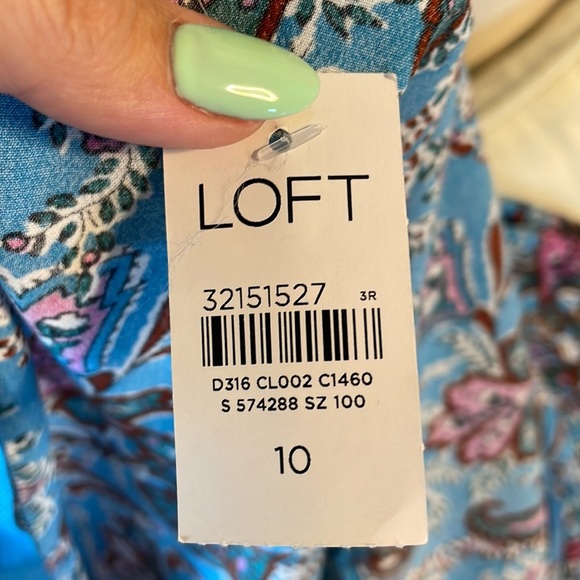 LOFT
32151527 3R
D316 CL002 C1460
S 574288 SZ 100
10